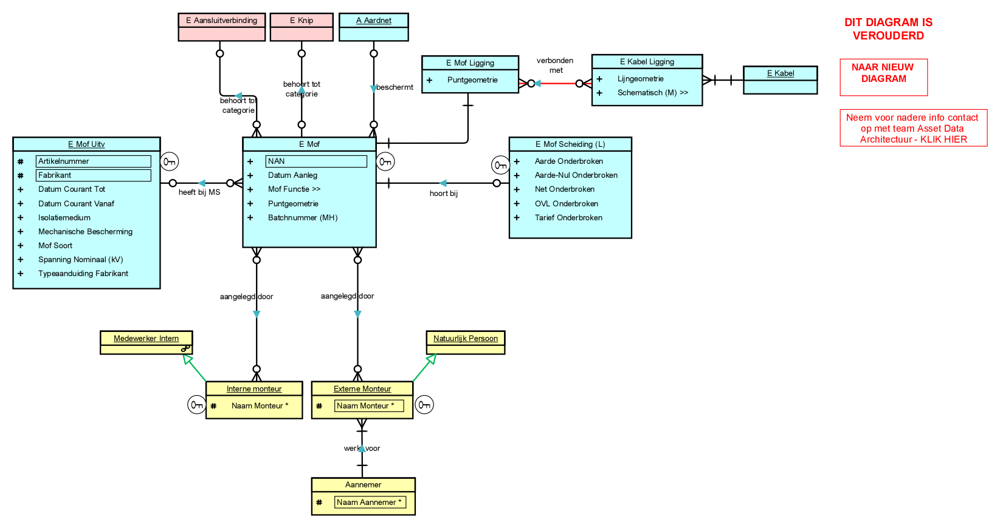 E Aansluitverbinding
E Knip
A Aardnet
DIT DIAGRAM IS
VEROUDERD
E Mof Ligging
+ Puntgeometrie
verbonden
met
E Kabel Ligging
+ Lijngeometrie
+ Schematisch (M) >>
E Kabel
NAAR NIEUW
DIAGRAM
behoort tot
categorie
behoort tot
categorie
beschermt
Neem voor nadere info contact
op met team Asset Data
Architectuur - KLIK HIER
E Mof Uitv
# Artikelnummer
# Fabrikant
+ Datum Courant Tot
+ Datum Courant Vanaf
+ Isolatiemedium
+ Mechanische Bescherming
+ Mof Soort
+ Spanning Nominaal (kV)
+ Typeaanduiding Fabrikant
heeft bij MS
E Mof
+ NAN
+ Datum Aanleg
+ Mof Functie >>
+ Puntgeometrie
+ Batchnummer (MH)
hoort bij
E Mof Scheiding (L)
+ Aarde Onderbroken
+ Aarde-Nul Onderbroken
+ Net Onderbroken
+ OVL Onderbroken
+ Tarief Onderbroken
aangelegd door
aangelegd door
Medewerker Intern
Natuurlijk Persoon
Interne monteur
# Naam Monteur *
Externe Monteur
# Naam Monteur *
werkt voor
Aannemer
# Naam Aannemer *